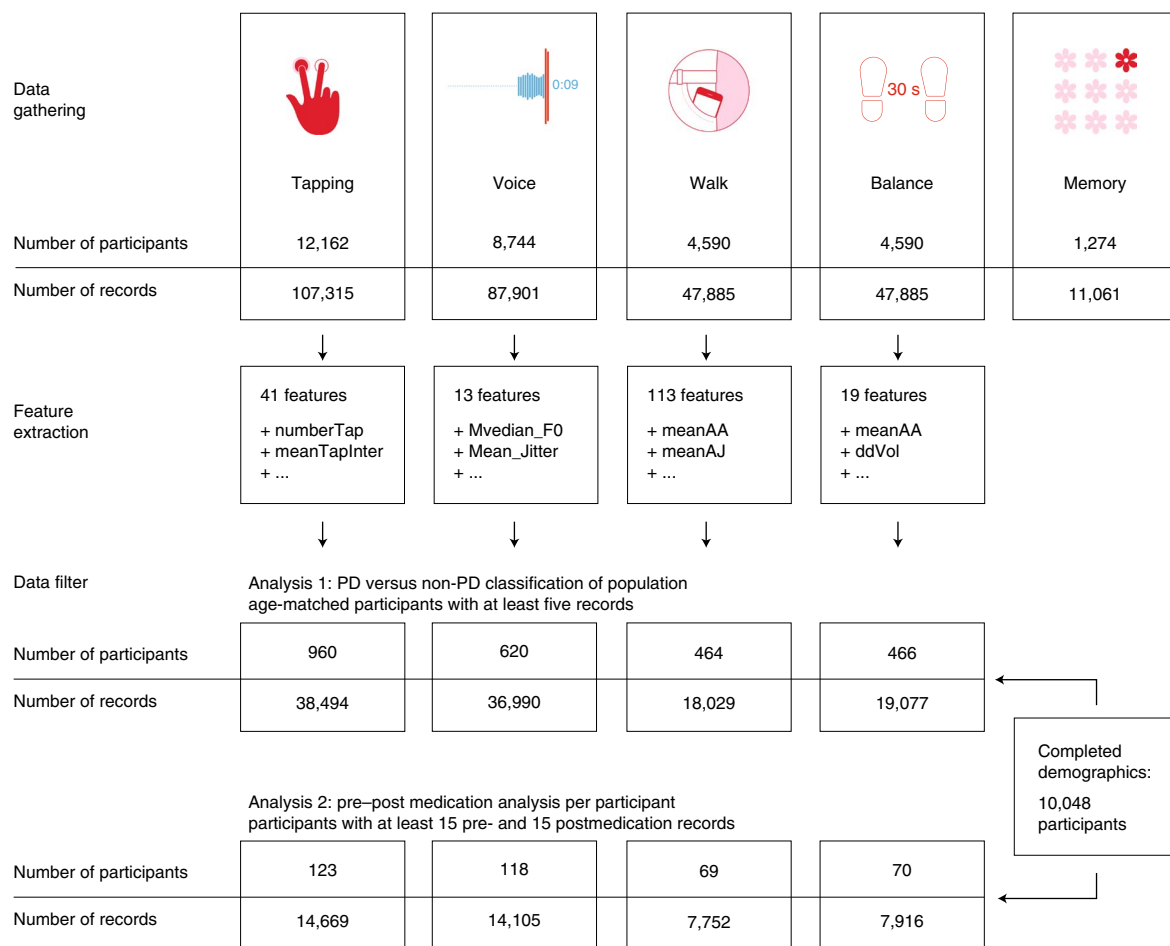 Data
gathering
0:09
30 s
Tapping
Voice
Walk
Balance
Memory
Number of participants
12,162
8,744
4,590
4,590
1,274
Number of records
107,315
87,901
47,885
47,885
11,061
Feature
extraction
41 features
+ numberTap
+ meanTapInter
+ ...
13 features
+ Mvedian_F0
+ Mean_Jitter
+ ...
113 features
+ meanAA
+ meanAJ
+ ...
19 features
+ meanAA
+ ddVol
+ ...
Data filter
Analysis 1: PD versus non-PD classification of population
age-matched participants with at least five records
Number of participants
960
620
464
466
Number of records
38,494
36,990
18,029
19,077
Completed
demographics:
10,048
participants
Analysis 2: pre–post medication analysis per participant
participants with at least 15 pre- and 15 postmedication records
Number of participants
123
118
69
70
Number of records
14,669
14,105
7,752
7,916